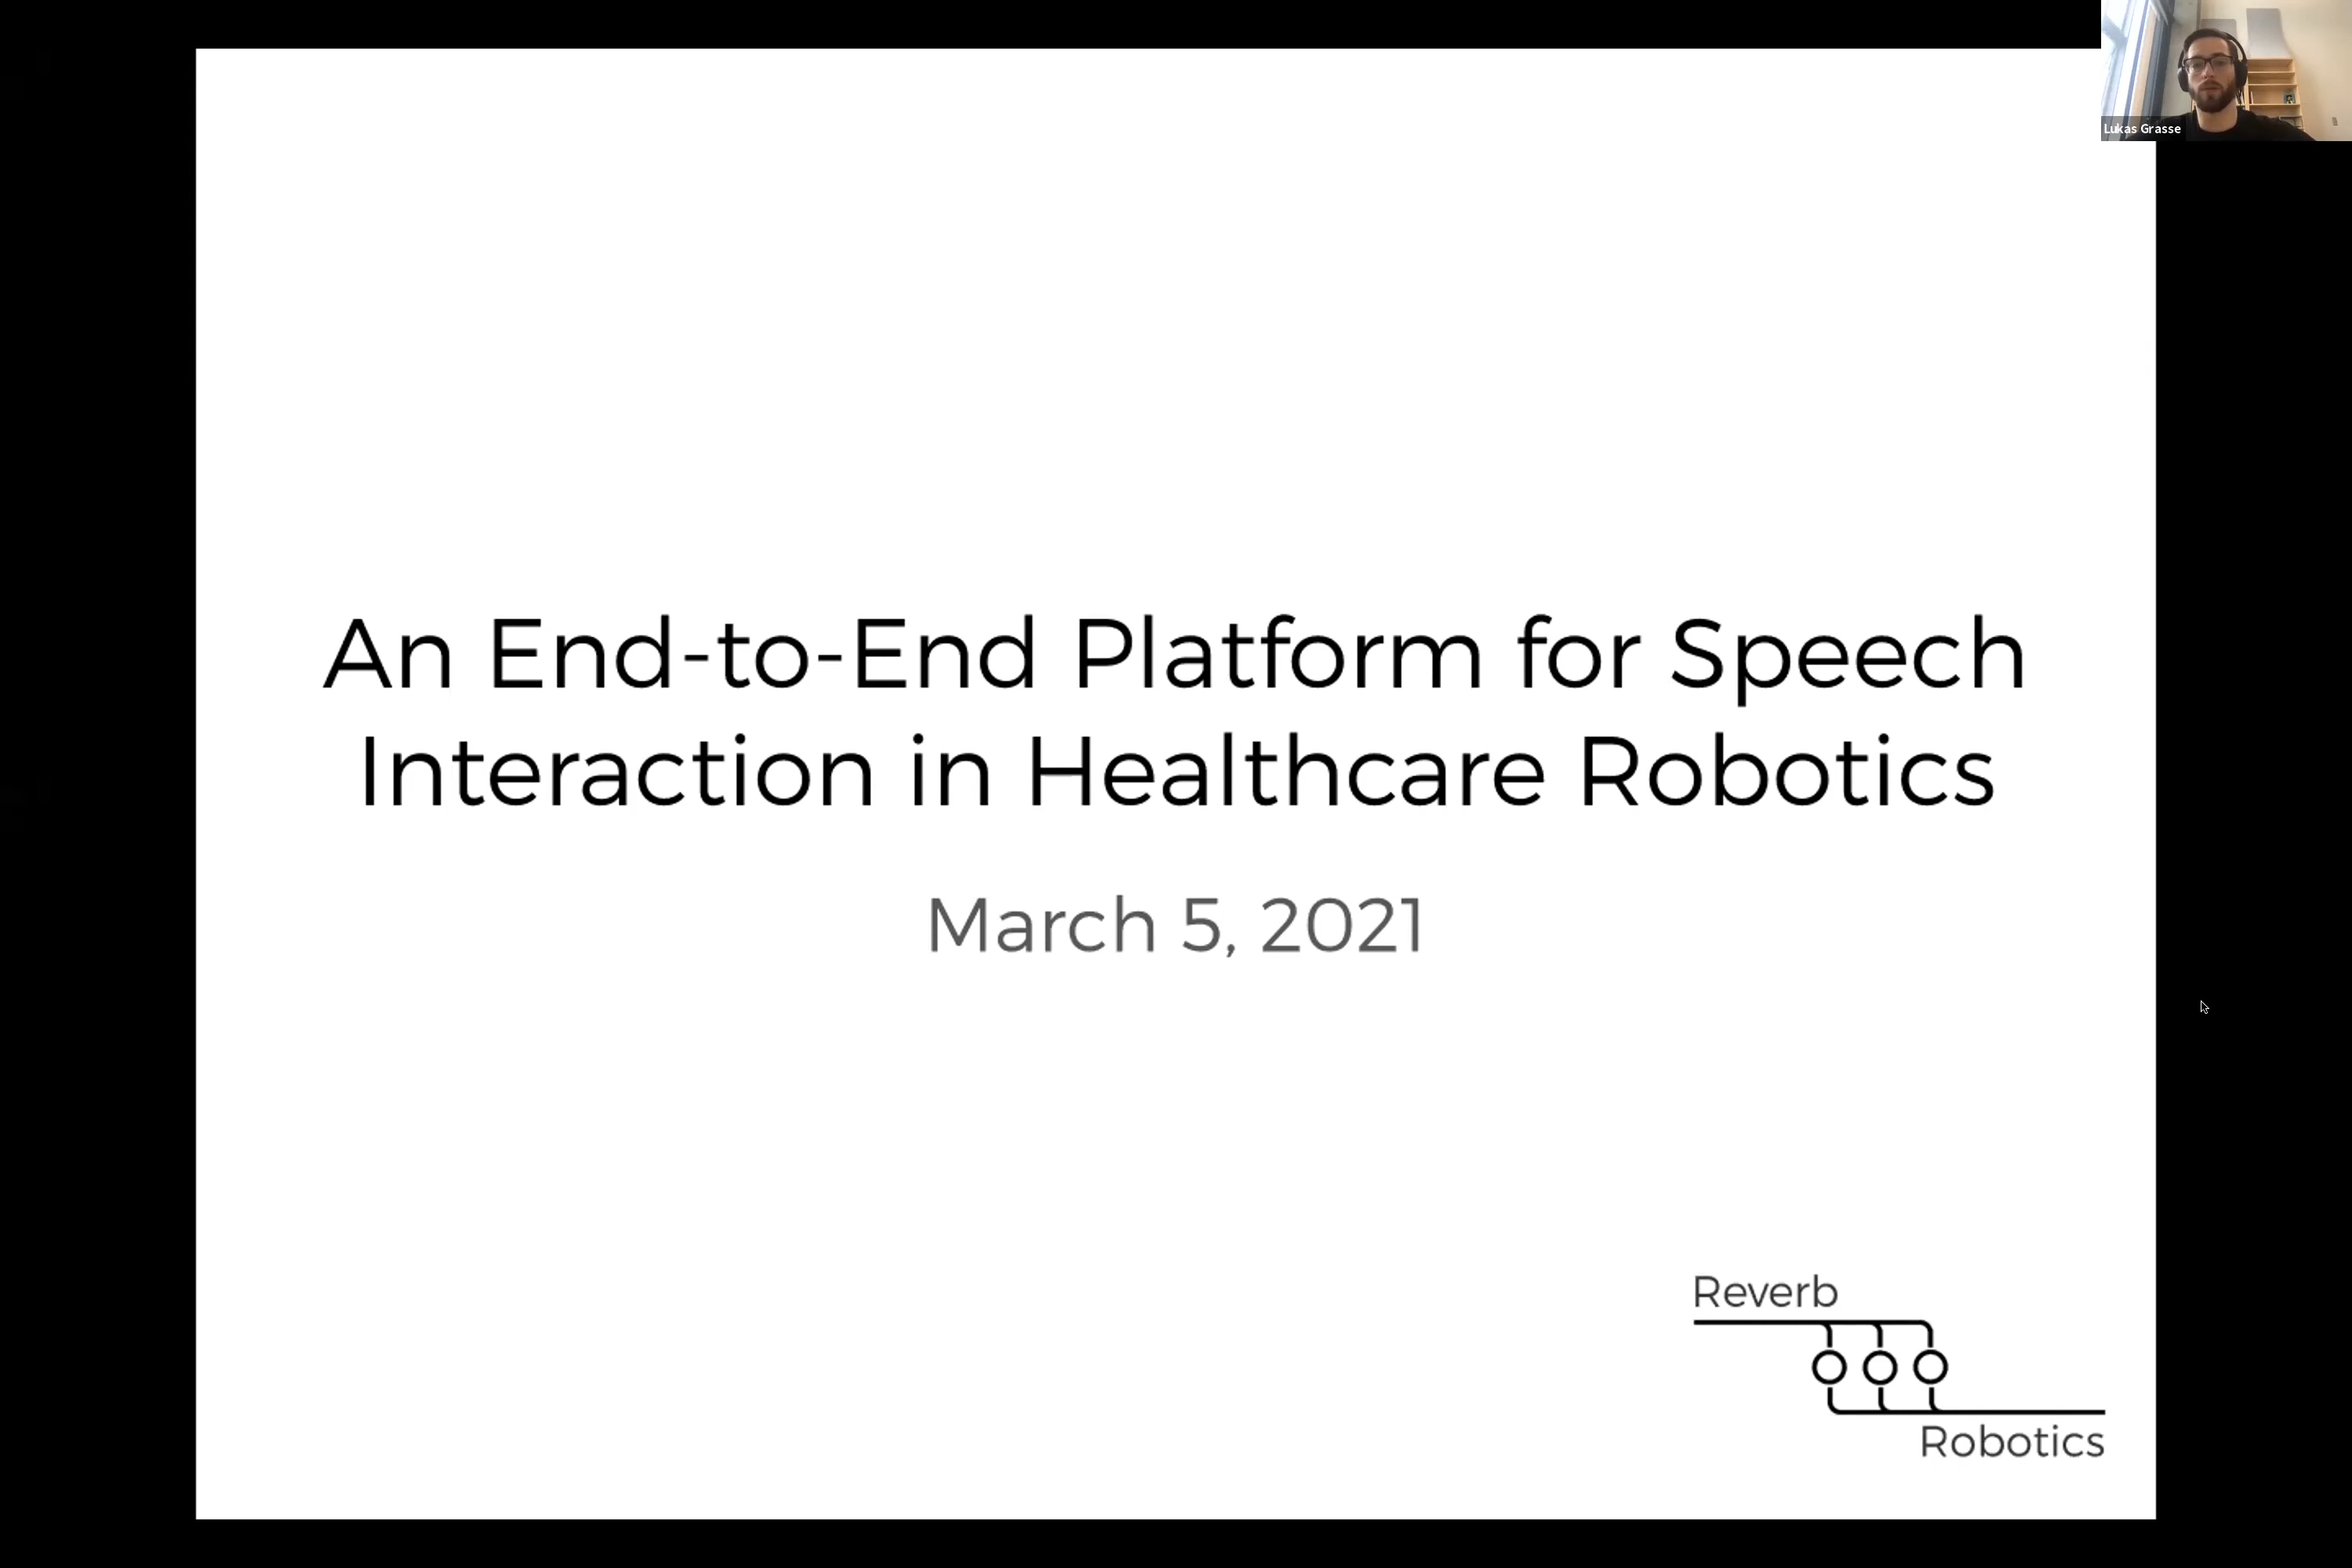 Lukas Grasse
An End-to-End Platform for Speech
Interaction in Healthcare Robotics
March 5, 2021
Reverb
Robotics